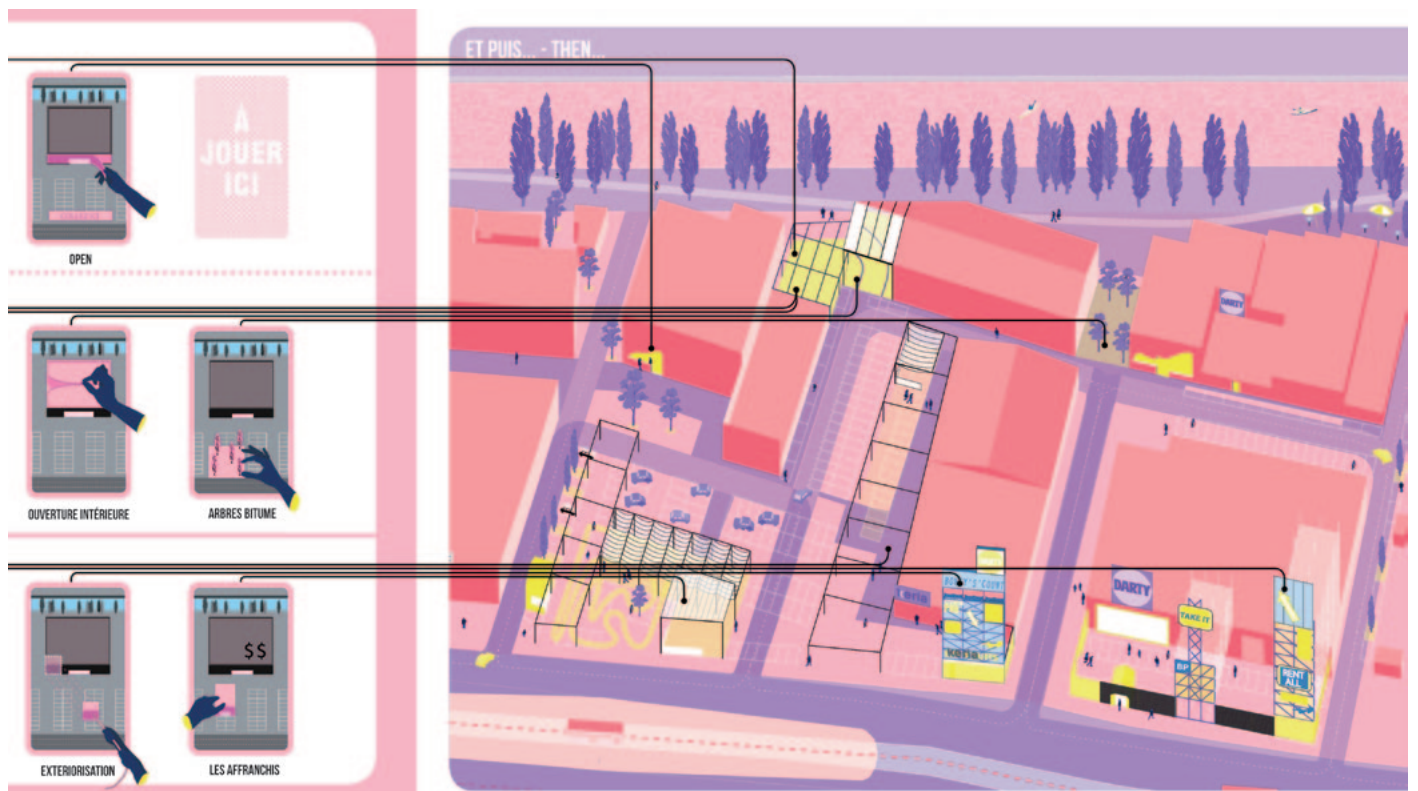 ET PUIS... - THEN...
À
JOUER
ICI
OPEN
DARTY
OUVERTURE INTÉRIEURE
ARBRES BITUME
$$
DARTY
TAKE IT
BP
RENT
ALL
EXTERIORISATION
LES AFFRANCHIS